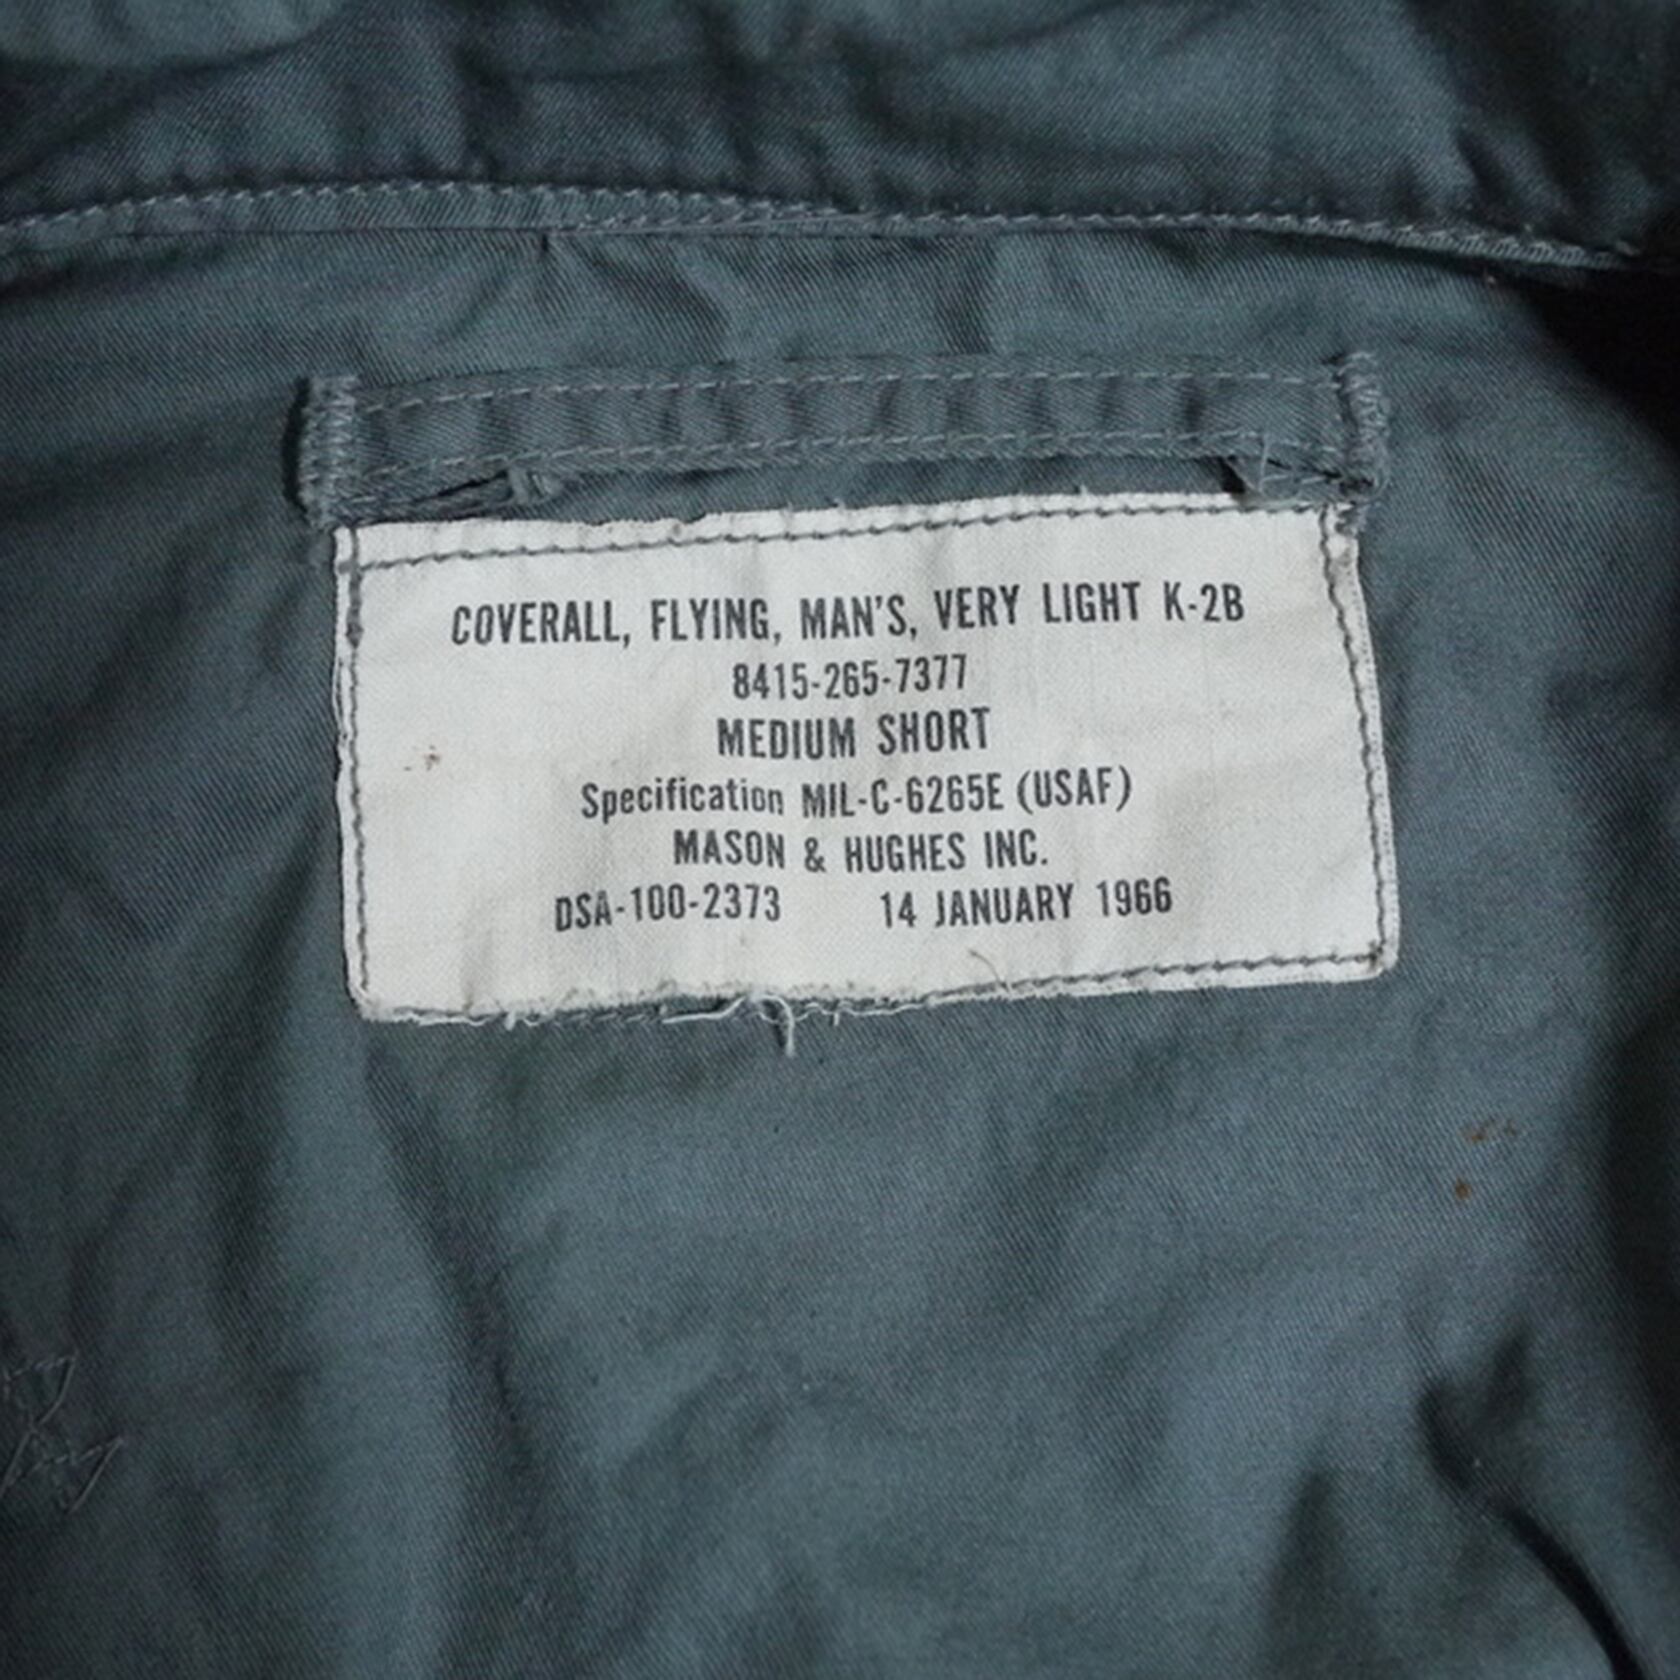 COVERALL, FLYING, MAN'S, VERY LIGHT K-2B
8415-265-7377
MEDIUM SHORT
Specification MIL-C-6265E (USAF)
MASON & HUGHES INC.
DSA-100-2373 14 JANUARY 1966